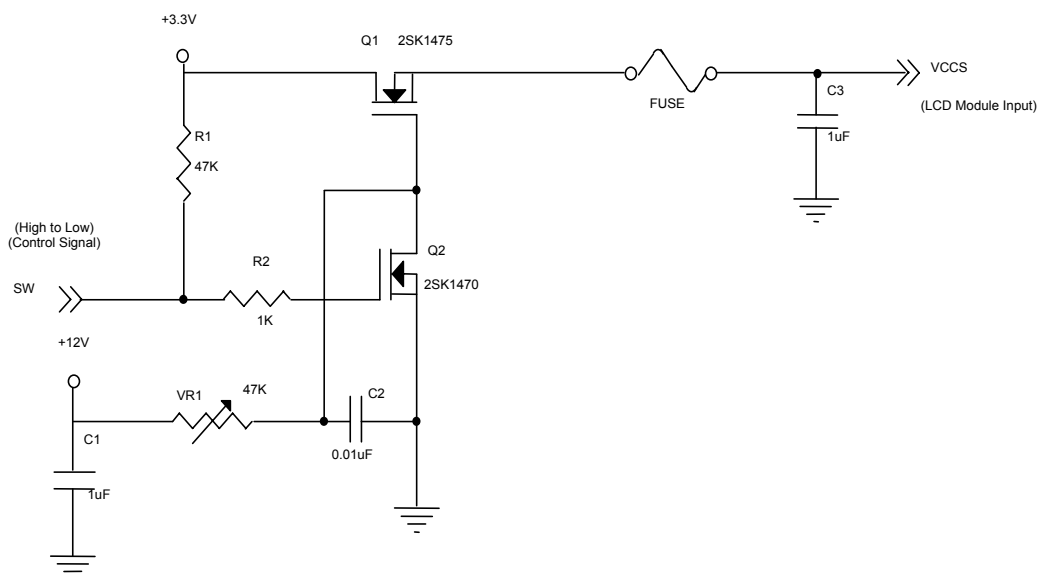 +3.3V
Q1 2SK1475
VCCS
FUSE
C3
(LCD Module Input)
R1
1uF
47K
(High to Low)
(Control Signal)
Q2
R2
SW
2SK1470
1K
+12V
VR1
47K
C2
C1
0.01uF
1uF